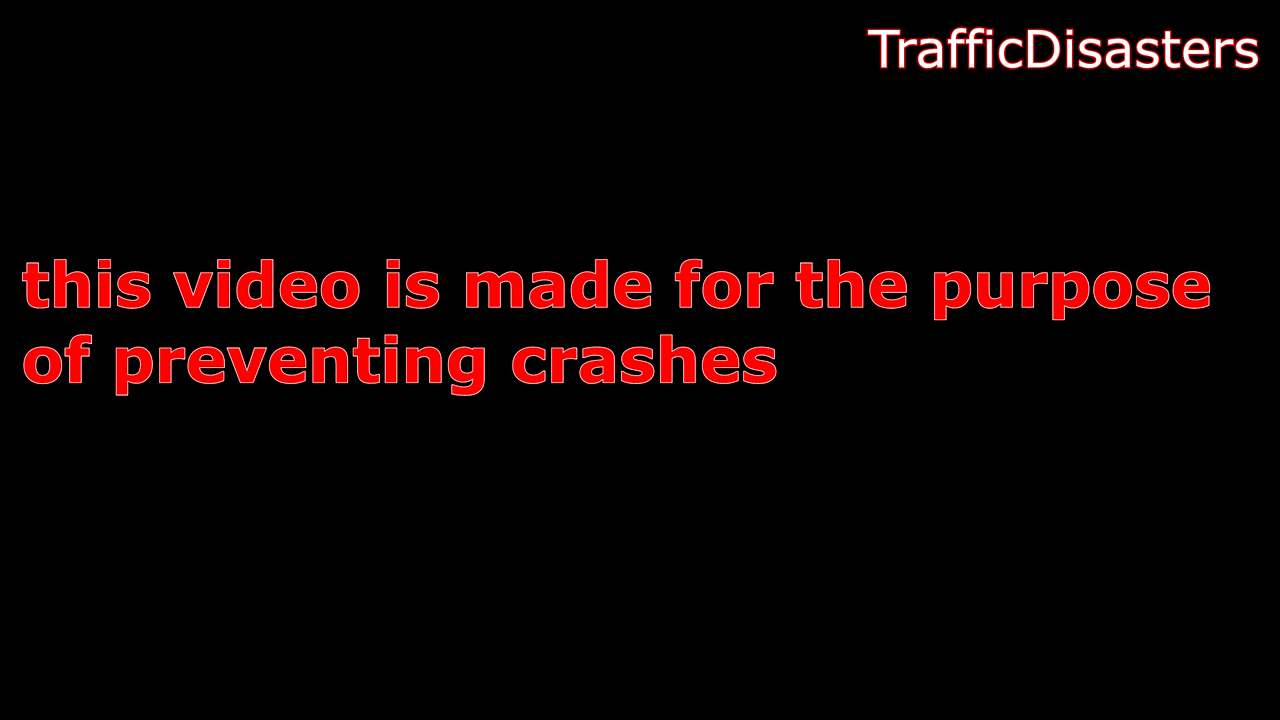 TrafficDisasters
this video is made for the purpose
of preventing crashes